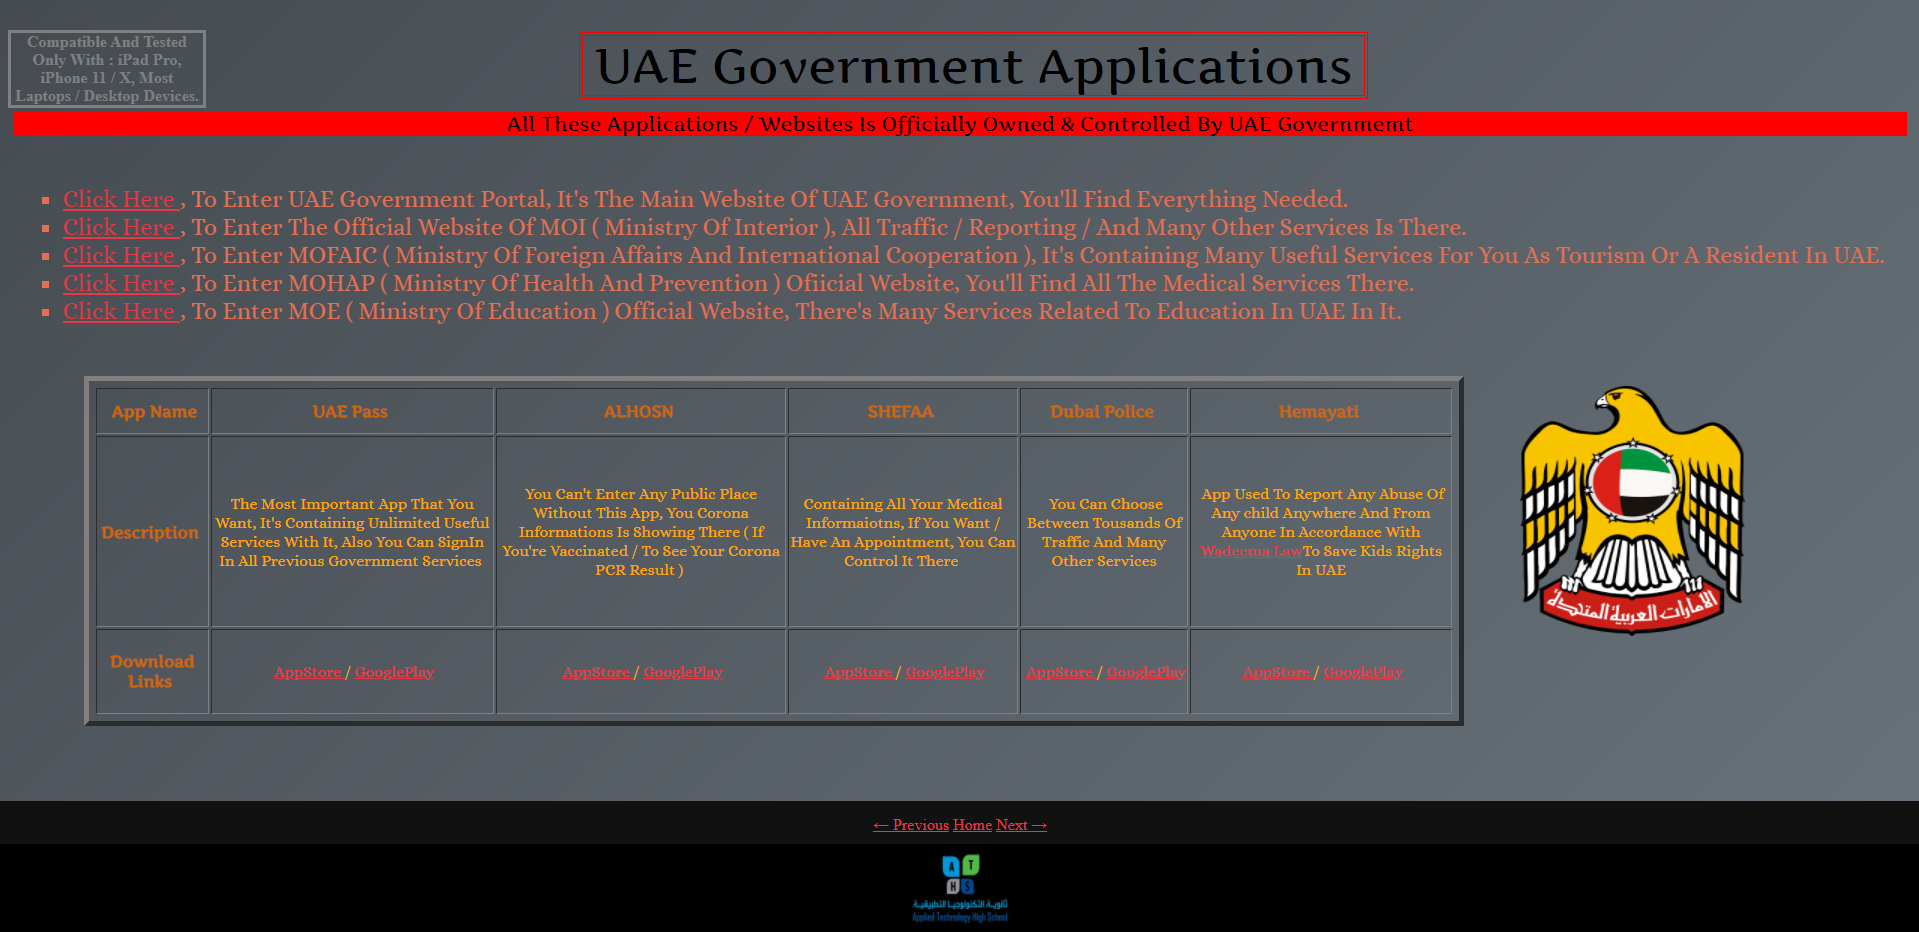 Compatible And Tested
Only With : iPad Pro,
iPhone 11 / X, Most
Laptops / Desktop Devices.
UAE Government Applications
All These Applications / Websites Is Officially Owned & Controlled By UAE Governmemt
Click Here , To Enter UAE Government Portal, It's The Main Website Of UAE Government, You'll Find Everything Needed.
Click Here , To Enter The Official Website Of MOI ( Ministry Of Interior ), All Traffic / Reporting / And Many Other Services Is There.
Click Here , To Enter MOFAIC ( Ministry Of Foreign Affairs And International Cooperation ), It's Containing Many Useful Services For You As Tourism Or A Resident In UAE.
Click Here , To Enter MOHAP ( Ministry Of Health And Prevention ) Ofiicial Website, You'll Find All The Medical Services There.
Click Here , To Enter MOE ( Ministry Of Education ) Official Website, There's Many Services Related To Education In UAE In It.
App Name
UAE Pass
ALHOSN
SHEFAA
Dubai Police
Hemayati
Description
The Most Important App That You
Want, It's Containing Unlimited Useful
Services With It, Also You Can SignIn
In All Previous Government Services
You Can't Enter Any Public Place
Without This App, You Corona
Informations Is Showing There ( If
You're Vaccinated / To See Your Corona
PCR Result )
Containing All Your Medical
Informaiotns, If You Want /
Have An Appointment, You Can
Control It There
You Can Choose
Between Tousands Of
Traffic And Many
Other Services
App Used To Report Any Abuse Of
Any child Anywhere And From
Anyone In Accordance With
Wadeema LawTo Save Kids Rights
In UAE
Download
Links
AppStore / GooglePlay
AppStore / GooglePlay
AppStore / GooglePlay
AppStore / GooglePlay
AppStore / GooglePlay
الإمارات العربية المتحدة
← Previous Home Next →
A T
H S
ثانوية التكنولوجيا التطبيقية
Applied Technology High School